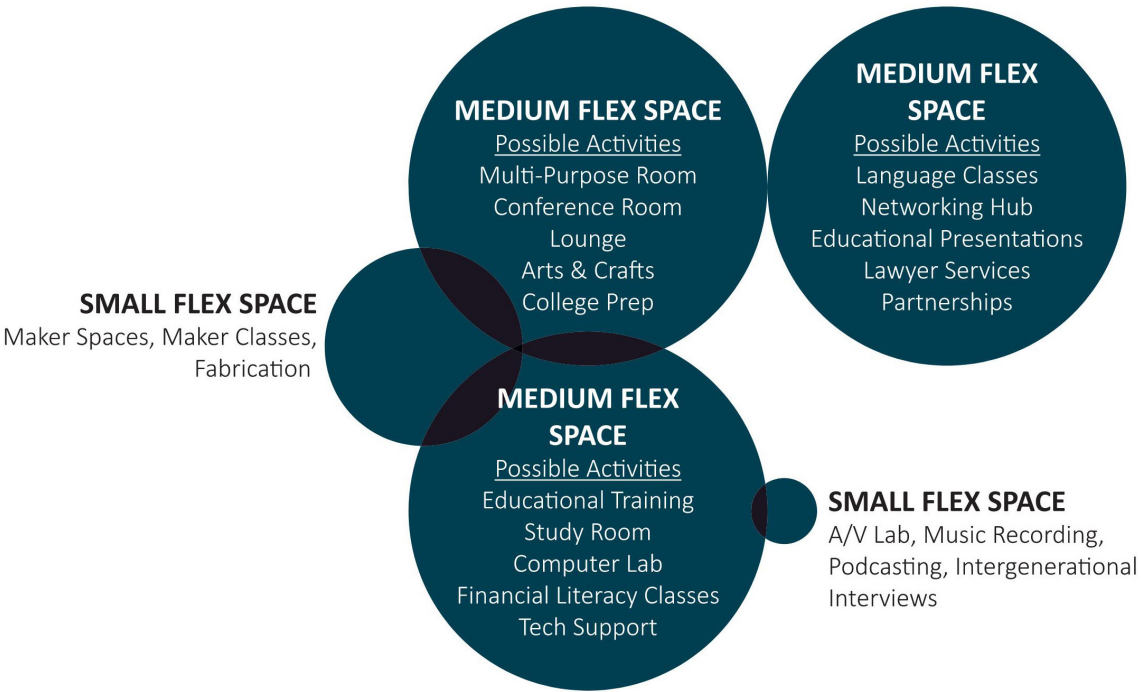 MEDIUM FLEX SPACE
Possible Activities
Multi-Purpose Room
Conference Room
Lounge
Arts & Crafts
College Prep
MEDIUM FLEX
SPACE
Possible Activities
Language Classes
Networking Hub
Educational Presentations
Lawyer Services
Partnerships
SMALL FLEX SPACE
Maker Spaces, Maker Classes,
Fabrication
MEDIUM FLEX
SPACE
Possible Activities
Educational Training
Study Room
Computer Lab
Financial Literacy Classes
Tech Support
SMALL FLEX SPACE
A/V Lab, Music Recording,
Podcasting, Intergenerational
Interviews